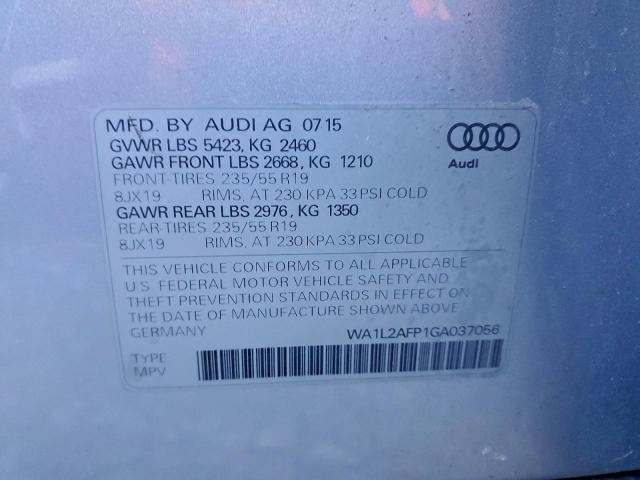 MFD. BY AUDI AG 0715
GVWR LBS 5423, KG 2460
GAWR FRONT LBS 2668, KG 1210
FRONT-TIRES 235/55 R19
8JX19 RIMS, AT 230 KPA 33 PSI COLD
GAWR REAR LBS 2976, KG 1350
REAR-TIRES 235/55 R19
8JX19 RIMS, AT 230 KPA 33 PSI COLD
Audi
THIS VEHICLE CONFORMS TO ALL APPLICABLE
U.S. FEDERAL MOTOR VEHICLE SAFETY AND
THEFT PREVENTION STANDARDS IN EFFECT ON
THE DATE OF MANUFACTURE SHOWN ABOVE
GERMANY WA1L2AFP1GA037056
TYPE
MPV